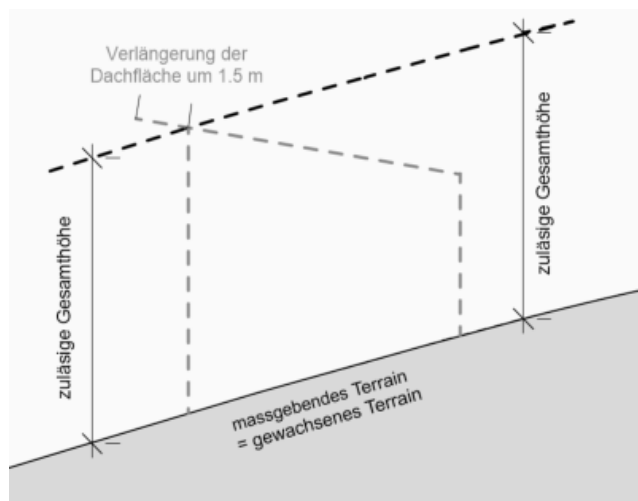 Verlängerung der
Dachfläche um 1.5 m
zuläsige Gesamthöhe
zuläsige Gesamthöhe
massgebendes Terrain
= gewachsenes Terrain